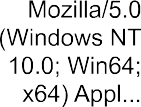 Mozilla/5.0
(Windows NT
10.0; Win64;
x64) Appl...